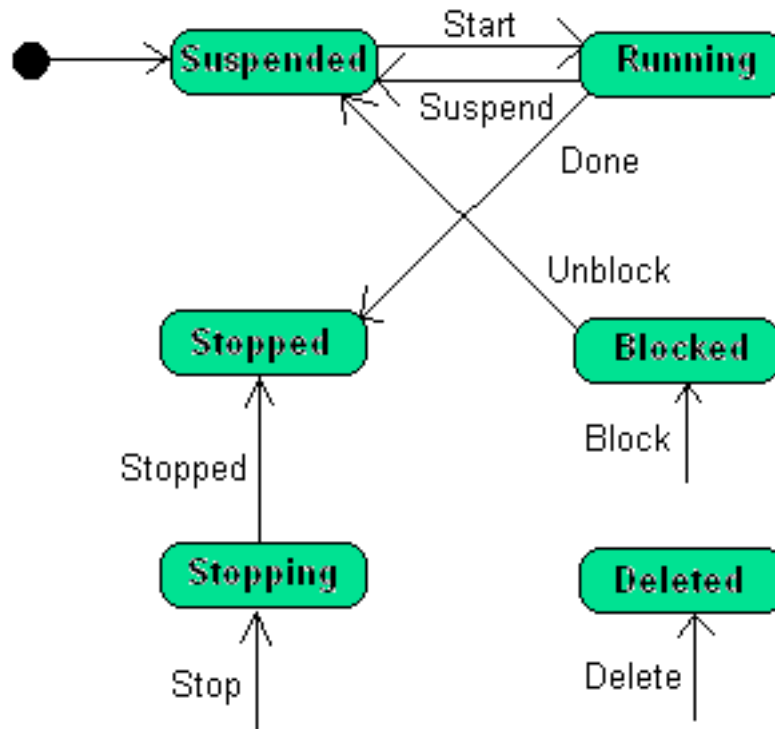 Start
Suspended
Running
Suspend
Done
Unblock
Stopped
Blocked
Block
Stopped
Stopping
Deleted
Stop
Delete